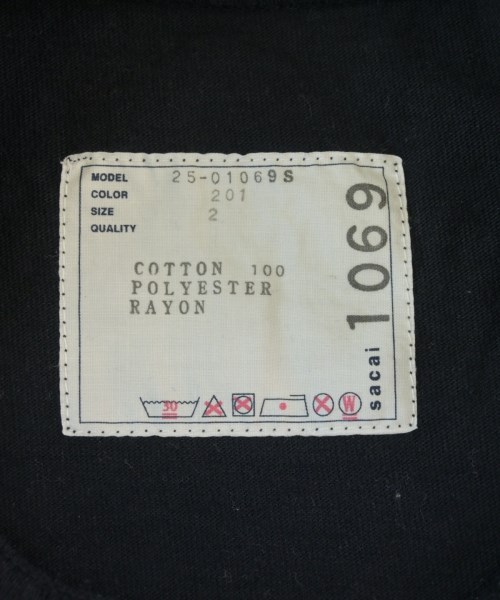 MODEL 25-01069S
COLOR 201
SIZE 2
QUALITY
COTTON 100
POLYESTER
RAYON
30
W
sacai 1069